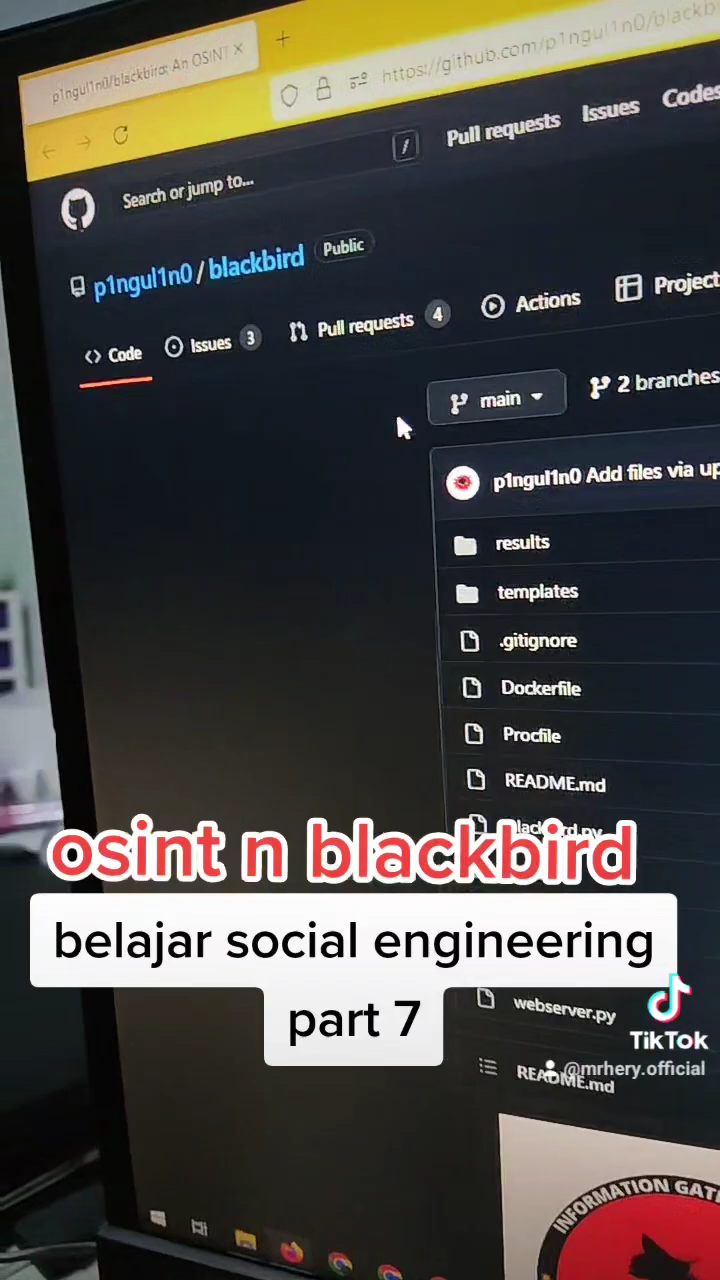 p1ngul1n0/blackbird: An OSINT
https://github.com/p1ngul1n0/blackb
Search or jump to...
/
Pull requests
Issues
Codes
p1ngul1n0/blackbird
Public
Code
Issues 3
Pull requests 4
Actions
Project
main
2 branches
p1ngul1n0 Add files via up
results
templates
.gitignore
Dockerfile
Procfile
README.md
blackbird.py
osint n blackbird
belajar social engineering
part 7
webserver.py
TikTok
@mrhery.official
README.md
INFORMATION GAT